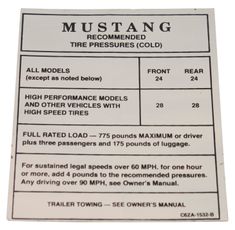 MUSTANG
RECOMMENDED
TIRE PRESSURES (COLD)
ALL MODELS FRONT REAR
(except as noted below) 24 24
HIGH PERFORMANCE MODELS
AND OTHER VEHICLES WITH 28 28
HIGH SPEED TIRES
FULL RATED LOAD — 775 pounds MAXIMUM or driver
plus three passengers and 175 pounds of luggage.
For sustained legal speeds over 60 MPH. for one hour
or more, add 4 pounds to the recommended pressures.
Any driving over 90 MPH, see Owner's Manual.
TRAILER TOWING — SEE OWNER'S MANUAL
C6ZA-1532-B